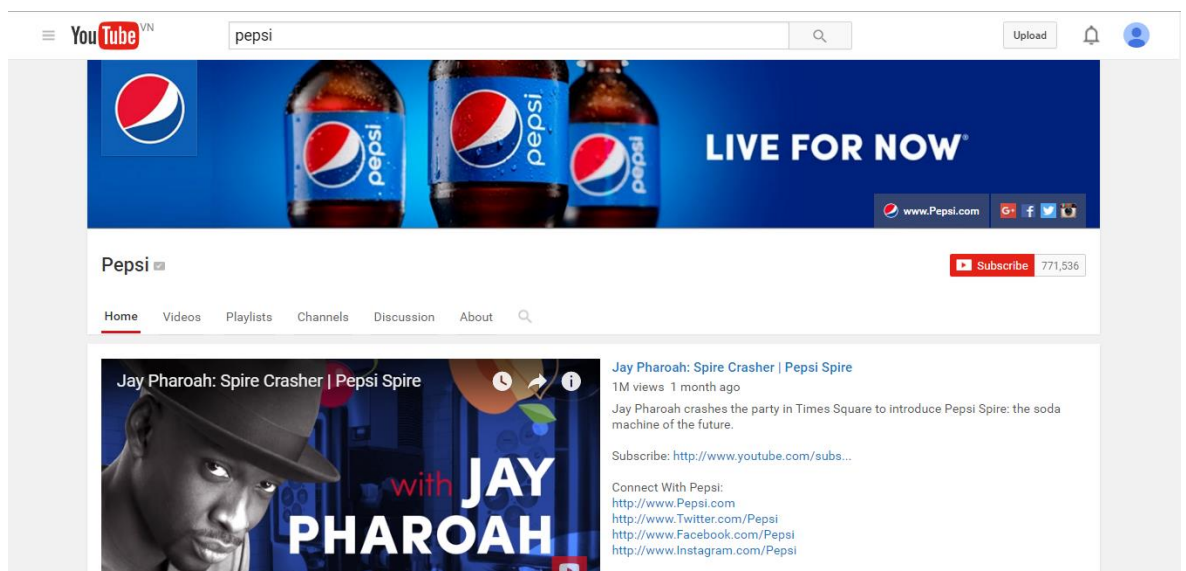 YouTube VN
pepsi
Upload
pepsi
pepsi
pepsi
LIVE FOR NOW®
www.Pepsi.com
G+ f
Pepsi
Subscribe 771,536
Home Videos Playlists Channels Discussion About
Jay Pharoah: Spire Crasher | Pepsi Spire
with JAY
PHAROAH
Jay Pharoah: Spire Crasher | Pepsi Spire
1M views 1 month ago
Jay Pharoah crashes the party in Times Square to introduce Pepsi Spire: the soda
machine of the future.
Subscribe: http://www.youtube.com/subs...
Connect With Pepsi:
http://www.Pepsi.com
http://www.Twitter.com/Pepsi
http://www.Facebook.com/Pepsi
http://www.Instagram.com/Pepsi